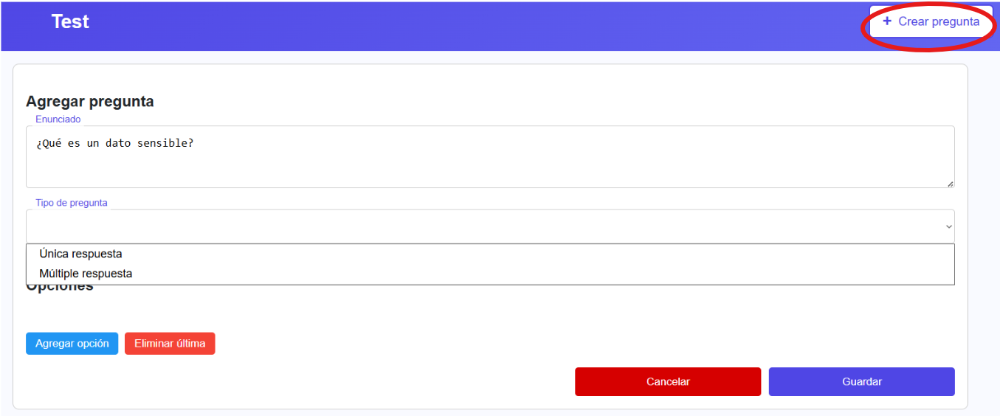 Test
+ Crear pregunta
Agregar pregunta
Enunciado
¿Qué es un dato sensible?
Tipo de pregunta
Única respuesta
Múltiple respuesta
Opciones
Agregar opción Eliminar última
Cancelar Guardar